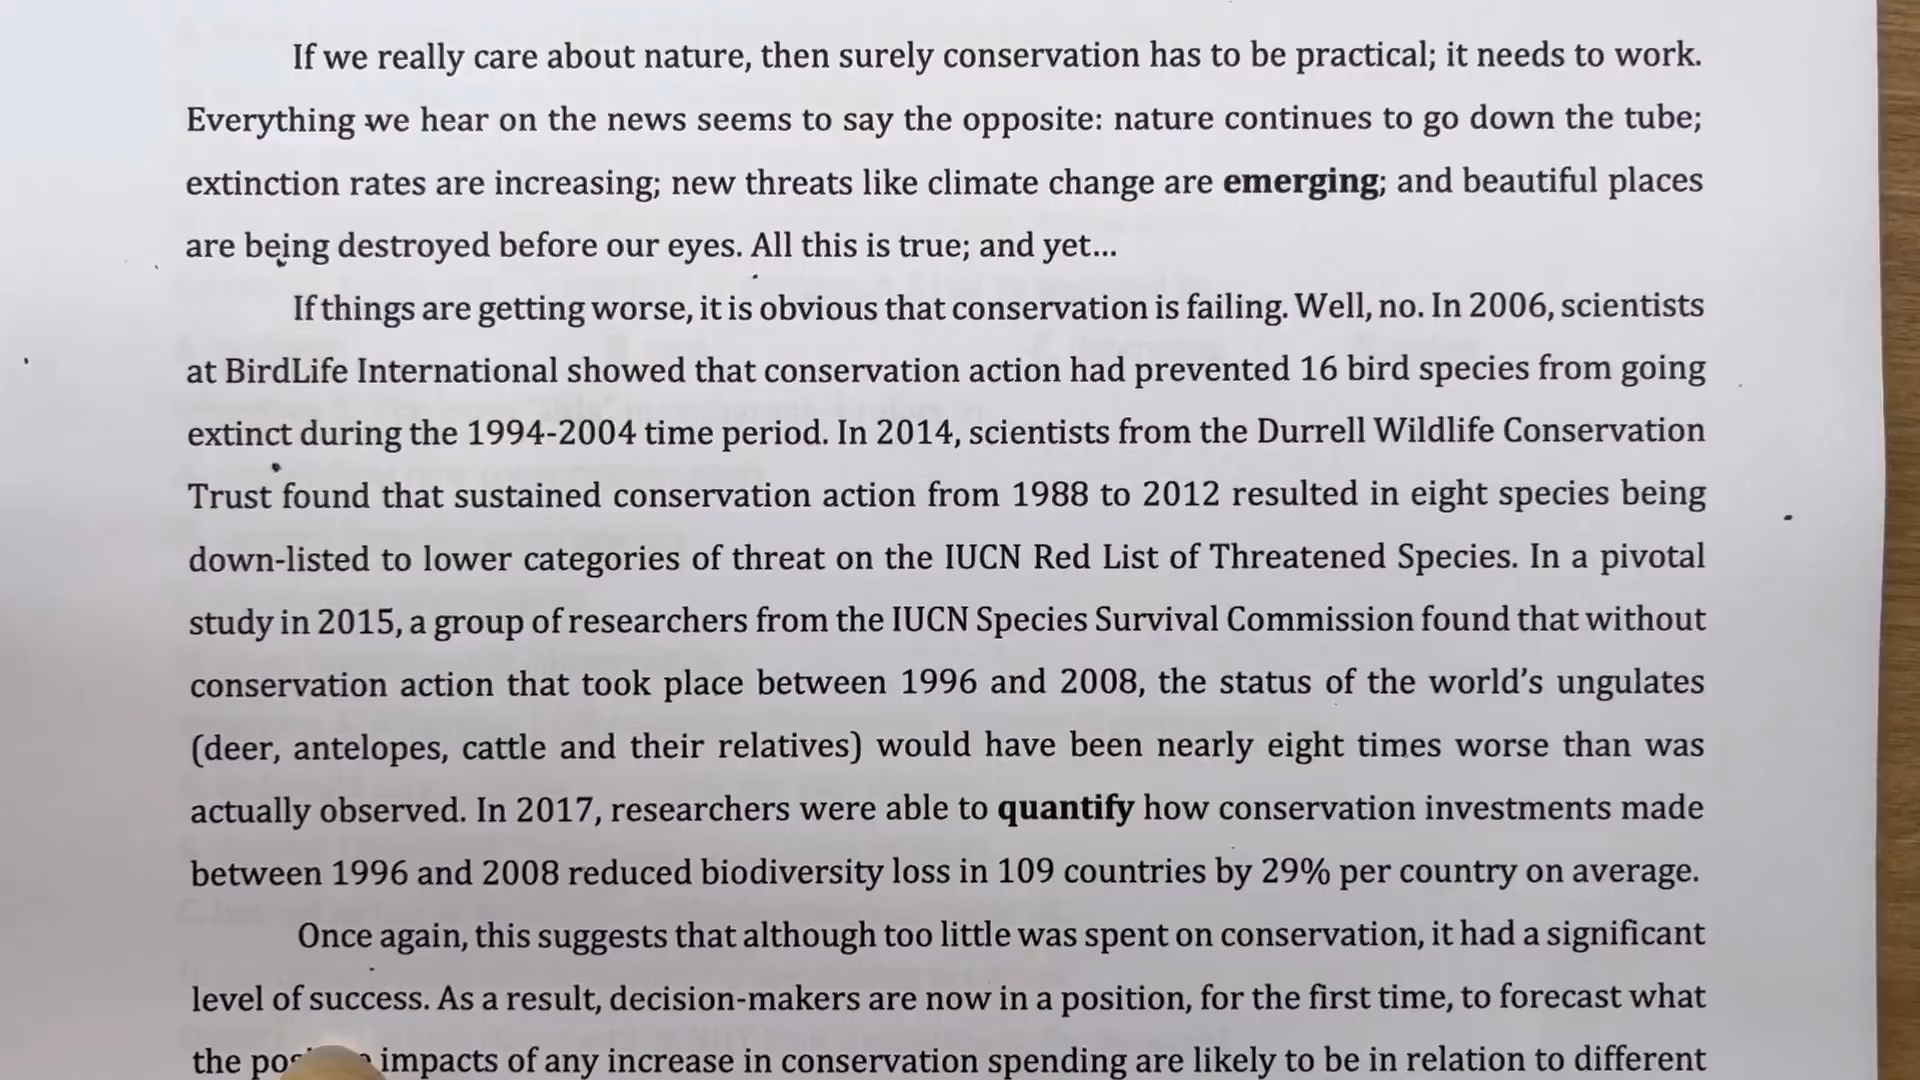 If we really care about nature, then surely conservation has to be practical; it needs to work.
Everything we hear on the news seems to say the opposite: nature continues to go down the tube;
extinction rates are increasing; new threats like climate change are emerging; and beautiful places
are being destroyed before our eyes. All this is true; and yet...
If things are getting worse, it is obvious that conservation is failing. Well, no. In 2006, scientists
at BirdLife International showed that conservation action had prevented 16 bird species from going
extinct during the 1994-2004 time period. In 2014, scientists from the Durrell Wildlife Conservation
Trust found that sustained conservation action from 1988 to 2012 resulted in eight species being
down-listed to lower categories of threat on the IUCN Red List of Threatened Species. In a pivotal
study in 2015, a group of researchers from the IUCN Species Survival Commission found that without
conservation action that took place between 1996 and 2008, the status of the world's ungulates
(deer, antelopes, cattle and their relatives) would have been nearly eight times worse than was
actually observed. In 2017, researchers were able to quantify how conservation investments made
between 1996 and 2008 reduced biodiversity loss in 109 countries by 29% per country on average.
Once again, this suggests that although too little was spent on conservation, it had a significant
level of success. As a result, decision-makers are now in a position, for the first time, to forecast what
the impacts of any increase in conservation spending are likely to be in relation to different